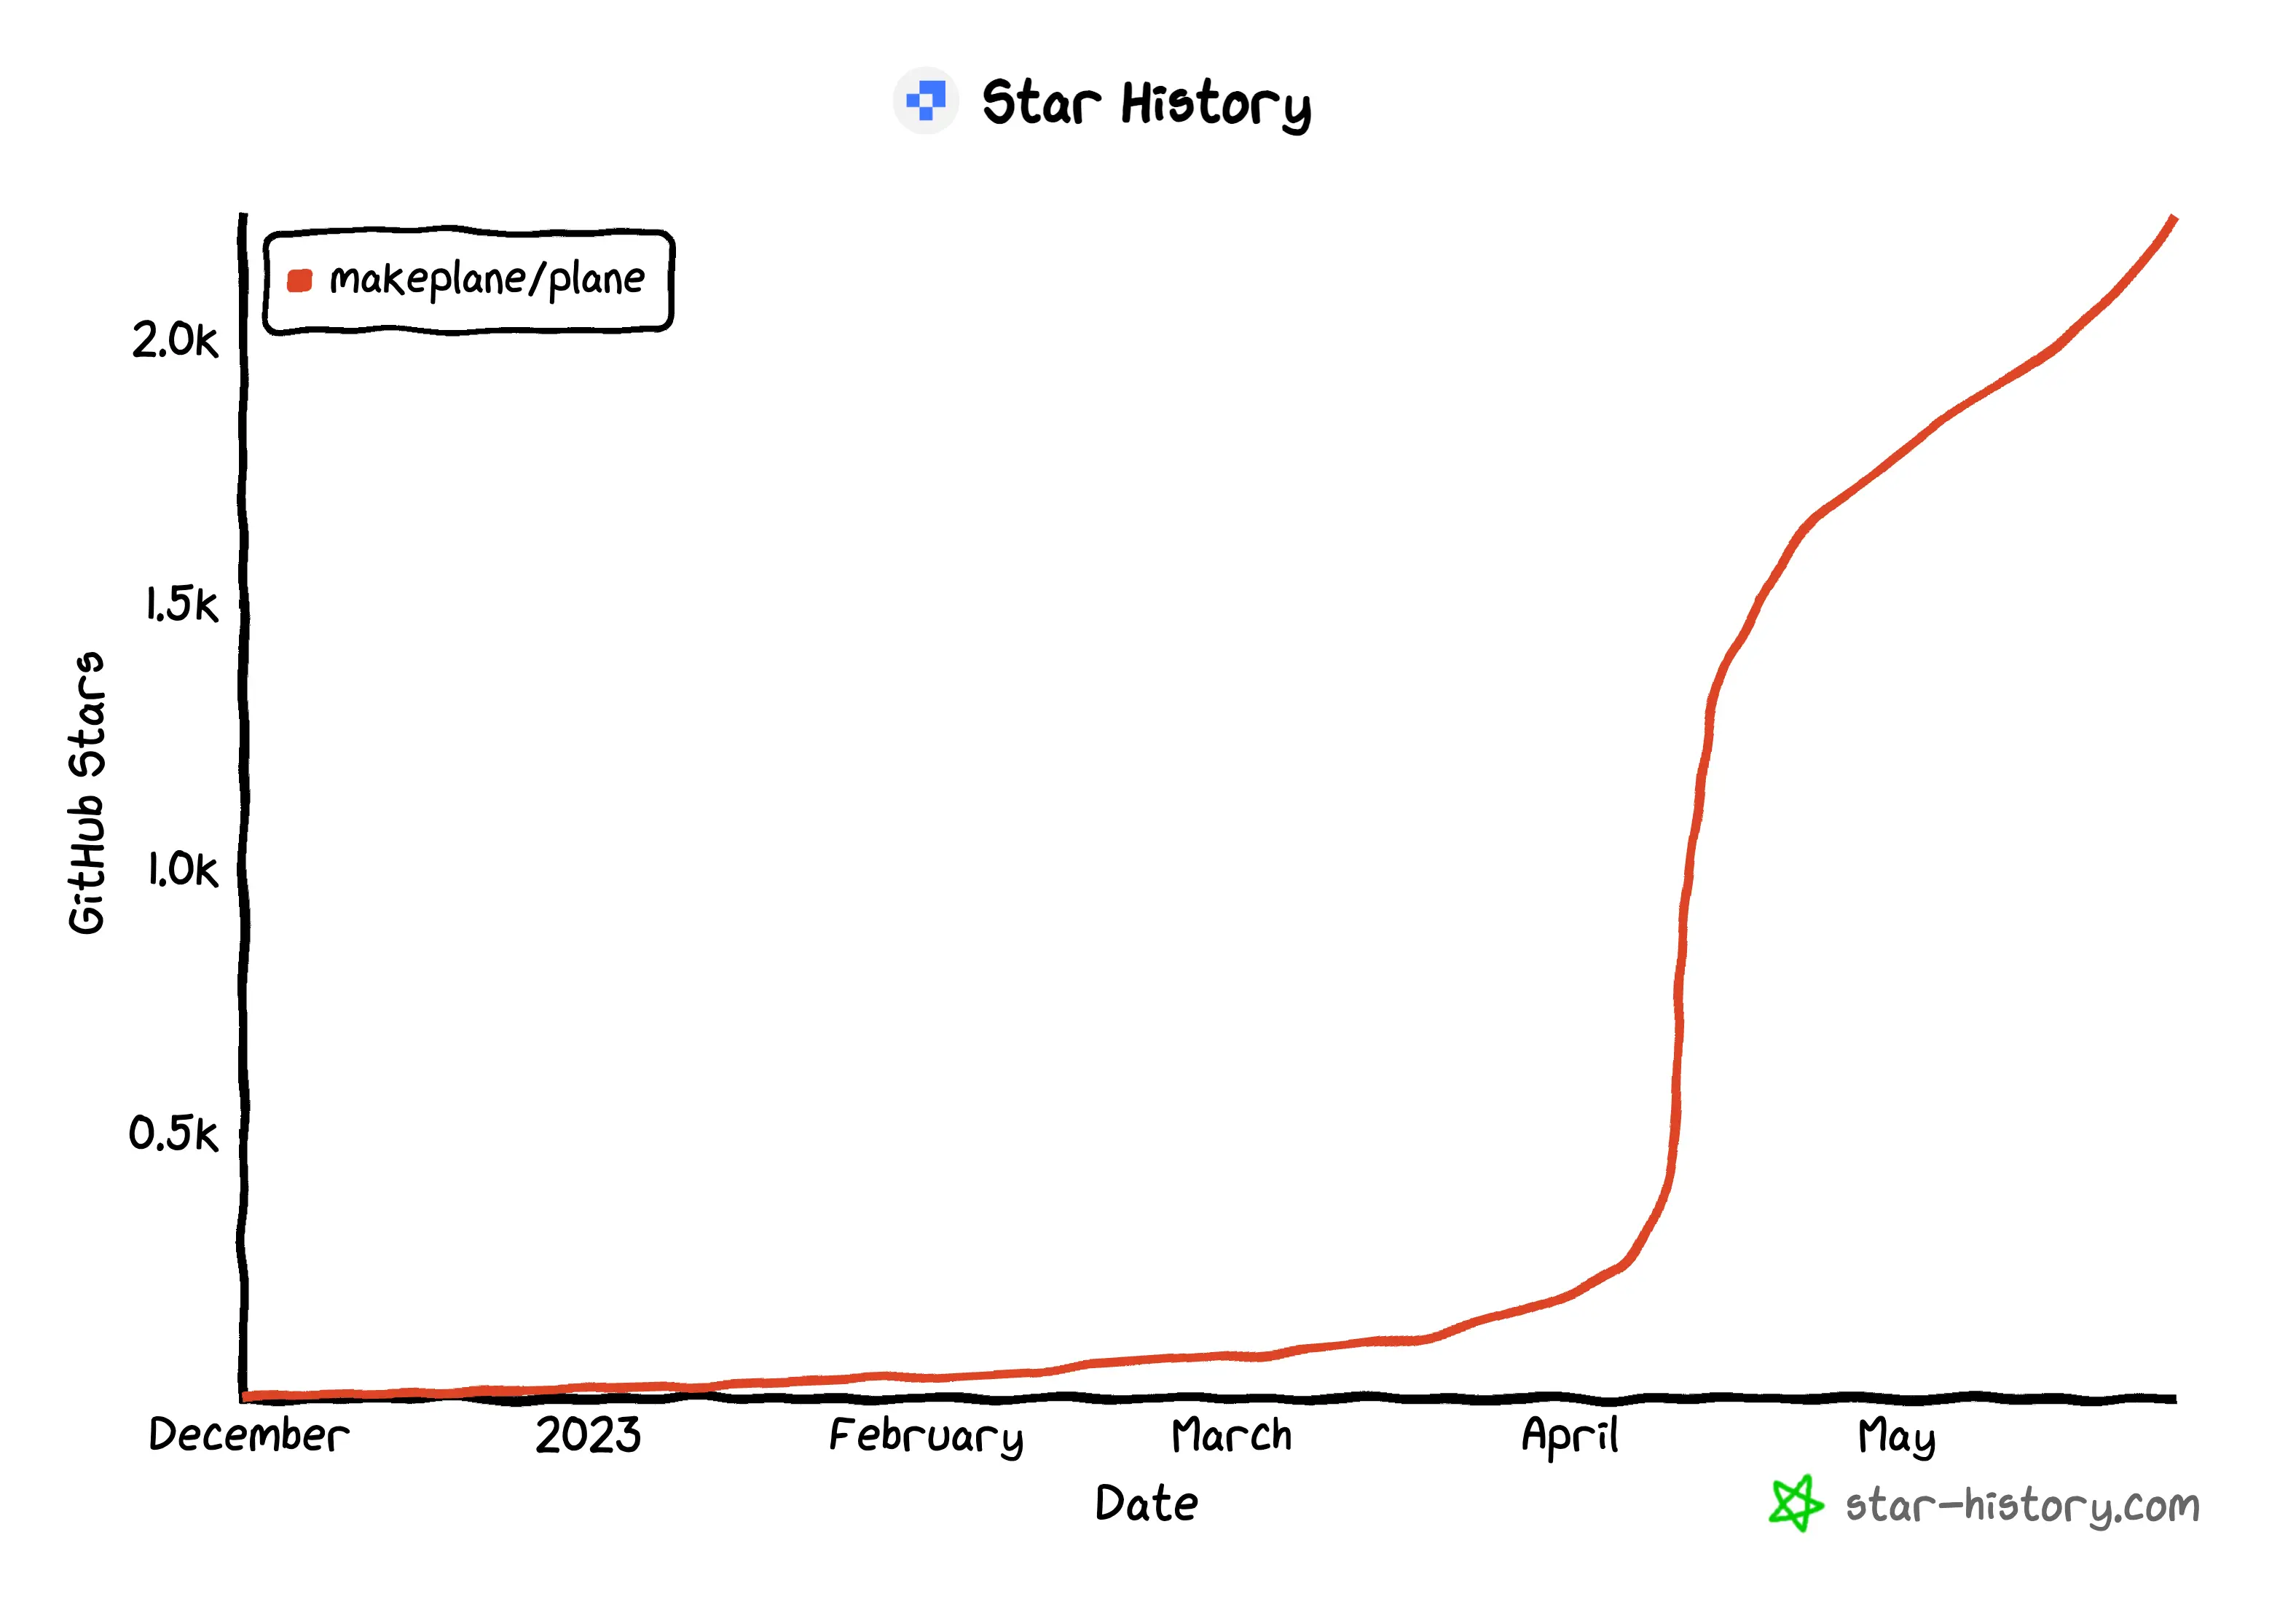 Star History
makeplane/plane
2.0k
1.5k
1.0k
0.5k
GitHub Stars
December 2023 February March April May
Date
star-history.com